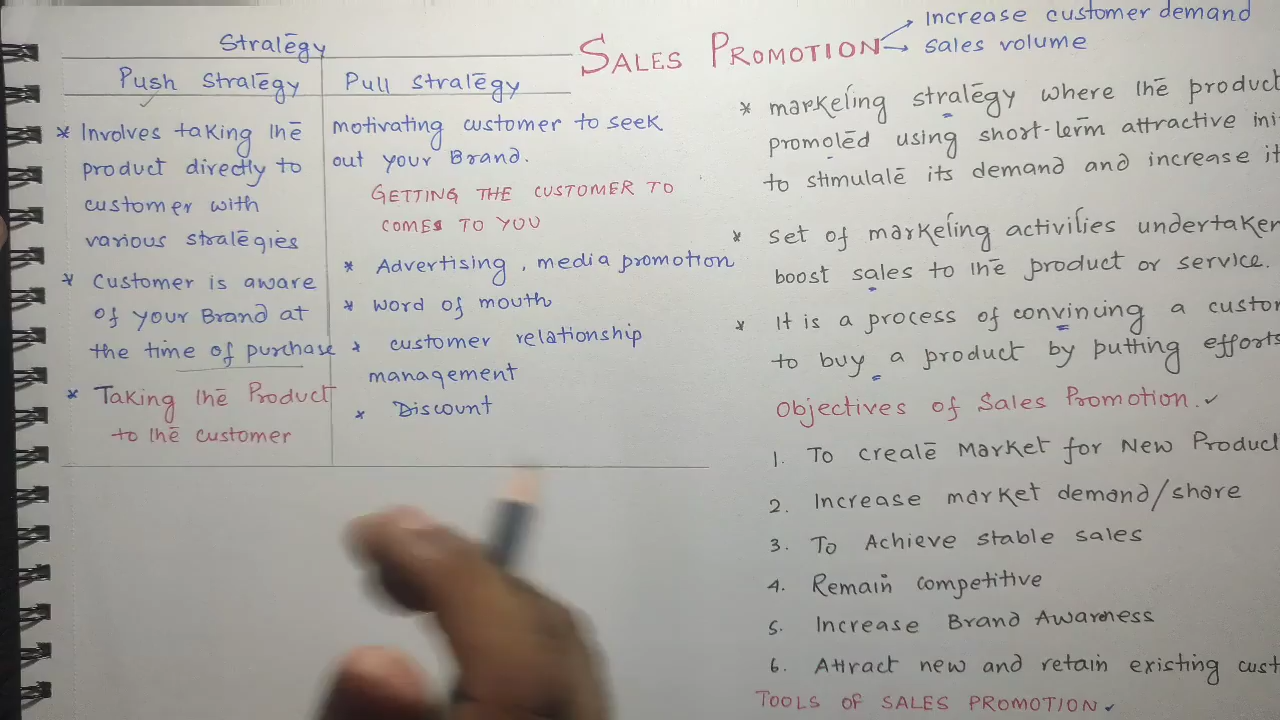 Strategy
Push Strategy
* Involves taking the
product directly to
customer with
various strategies
* Customer is aware
of your Brand at
the time of purchase
* Taking the Product
to the customer
Pull Strategy
motivating customer to seek
out your Brand.
GETTING THE CUSTOMER TO
COMES TO YOU
* Advertising, media promotion
* word of mouth
* customer relationship
management
* Discount
SALES PROMOTION
Increase customer demand
sales volume
* marketing strategy where the product
promoted using short-term attractive
to stimulate its demand and increase
* set of marketing activities undertaken
boost sales to the product or service.
* It is a process of convincing a
to buy a product by putting efforts
Objectives of Sales Promotion.
1. To create Market for New Product
2. Increase market demand/share
3. To Achieve stable sales
4. Remain competitive
5. Increase Brand Awareness
6. Attract new and retain existing
TOOLS OF SALES PROMOTION